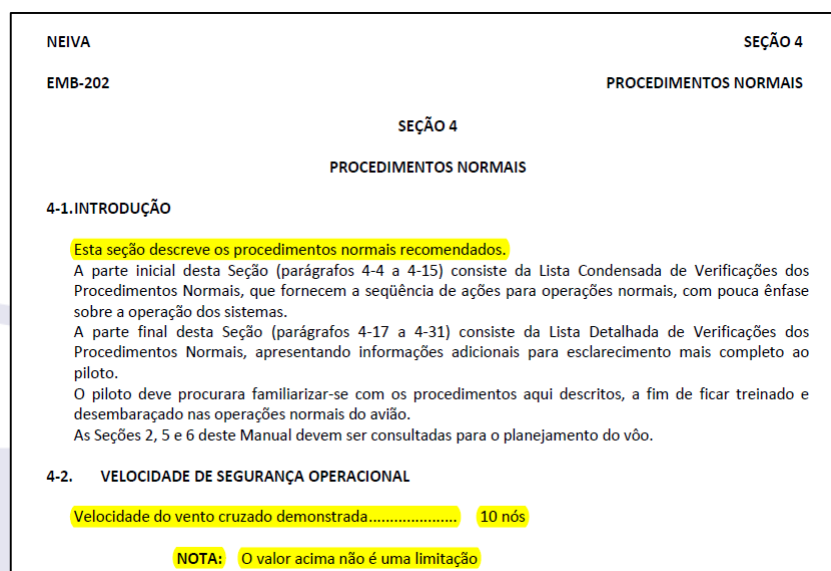 NEIVA SEÇÃO 4
EMB-202 PROCEDIMENTOS NORMAIS
SEÇÃO 4
PROCEDIMENTOS NORMAIS
4-1.INTRODUÇÃO
Esta seção descreve os procedimentos normais recomendados.
A parte inicial desta Seção (parágrafos 4-4 a 4-15) consiste da Lista Condensada de Verificações dos
Procedimentos Normais, que fornecem a seqüência de ações para operações normais, com pouca ênfase
sobre a operação dos sistemas.
A parte final desta Seção (parágrafos 4-17 a 4-31) consiste da Lista Detalhada de Verificações dos
Procedimentos Normais, apresentando informações adicionais para esclarecimento mais completo ao
piloto.
O piloto deve procurara familiarizar-se com os procedimentos aqui descritos, a fim de ficar treinado e
desembaraçado nas operações normais do avião.
As Seções 2, 5 e 6 deste Manual devem ser consultadas para o planejamento do vôo.
4-2. VELOCIDADE DE SEGURANÇA OPERACIONAL
Velocidade do vento cruzado demonstrada..................... 10 nós
NOTA: O valor acima não é uma limitação